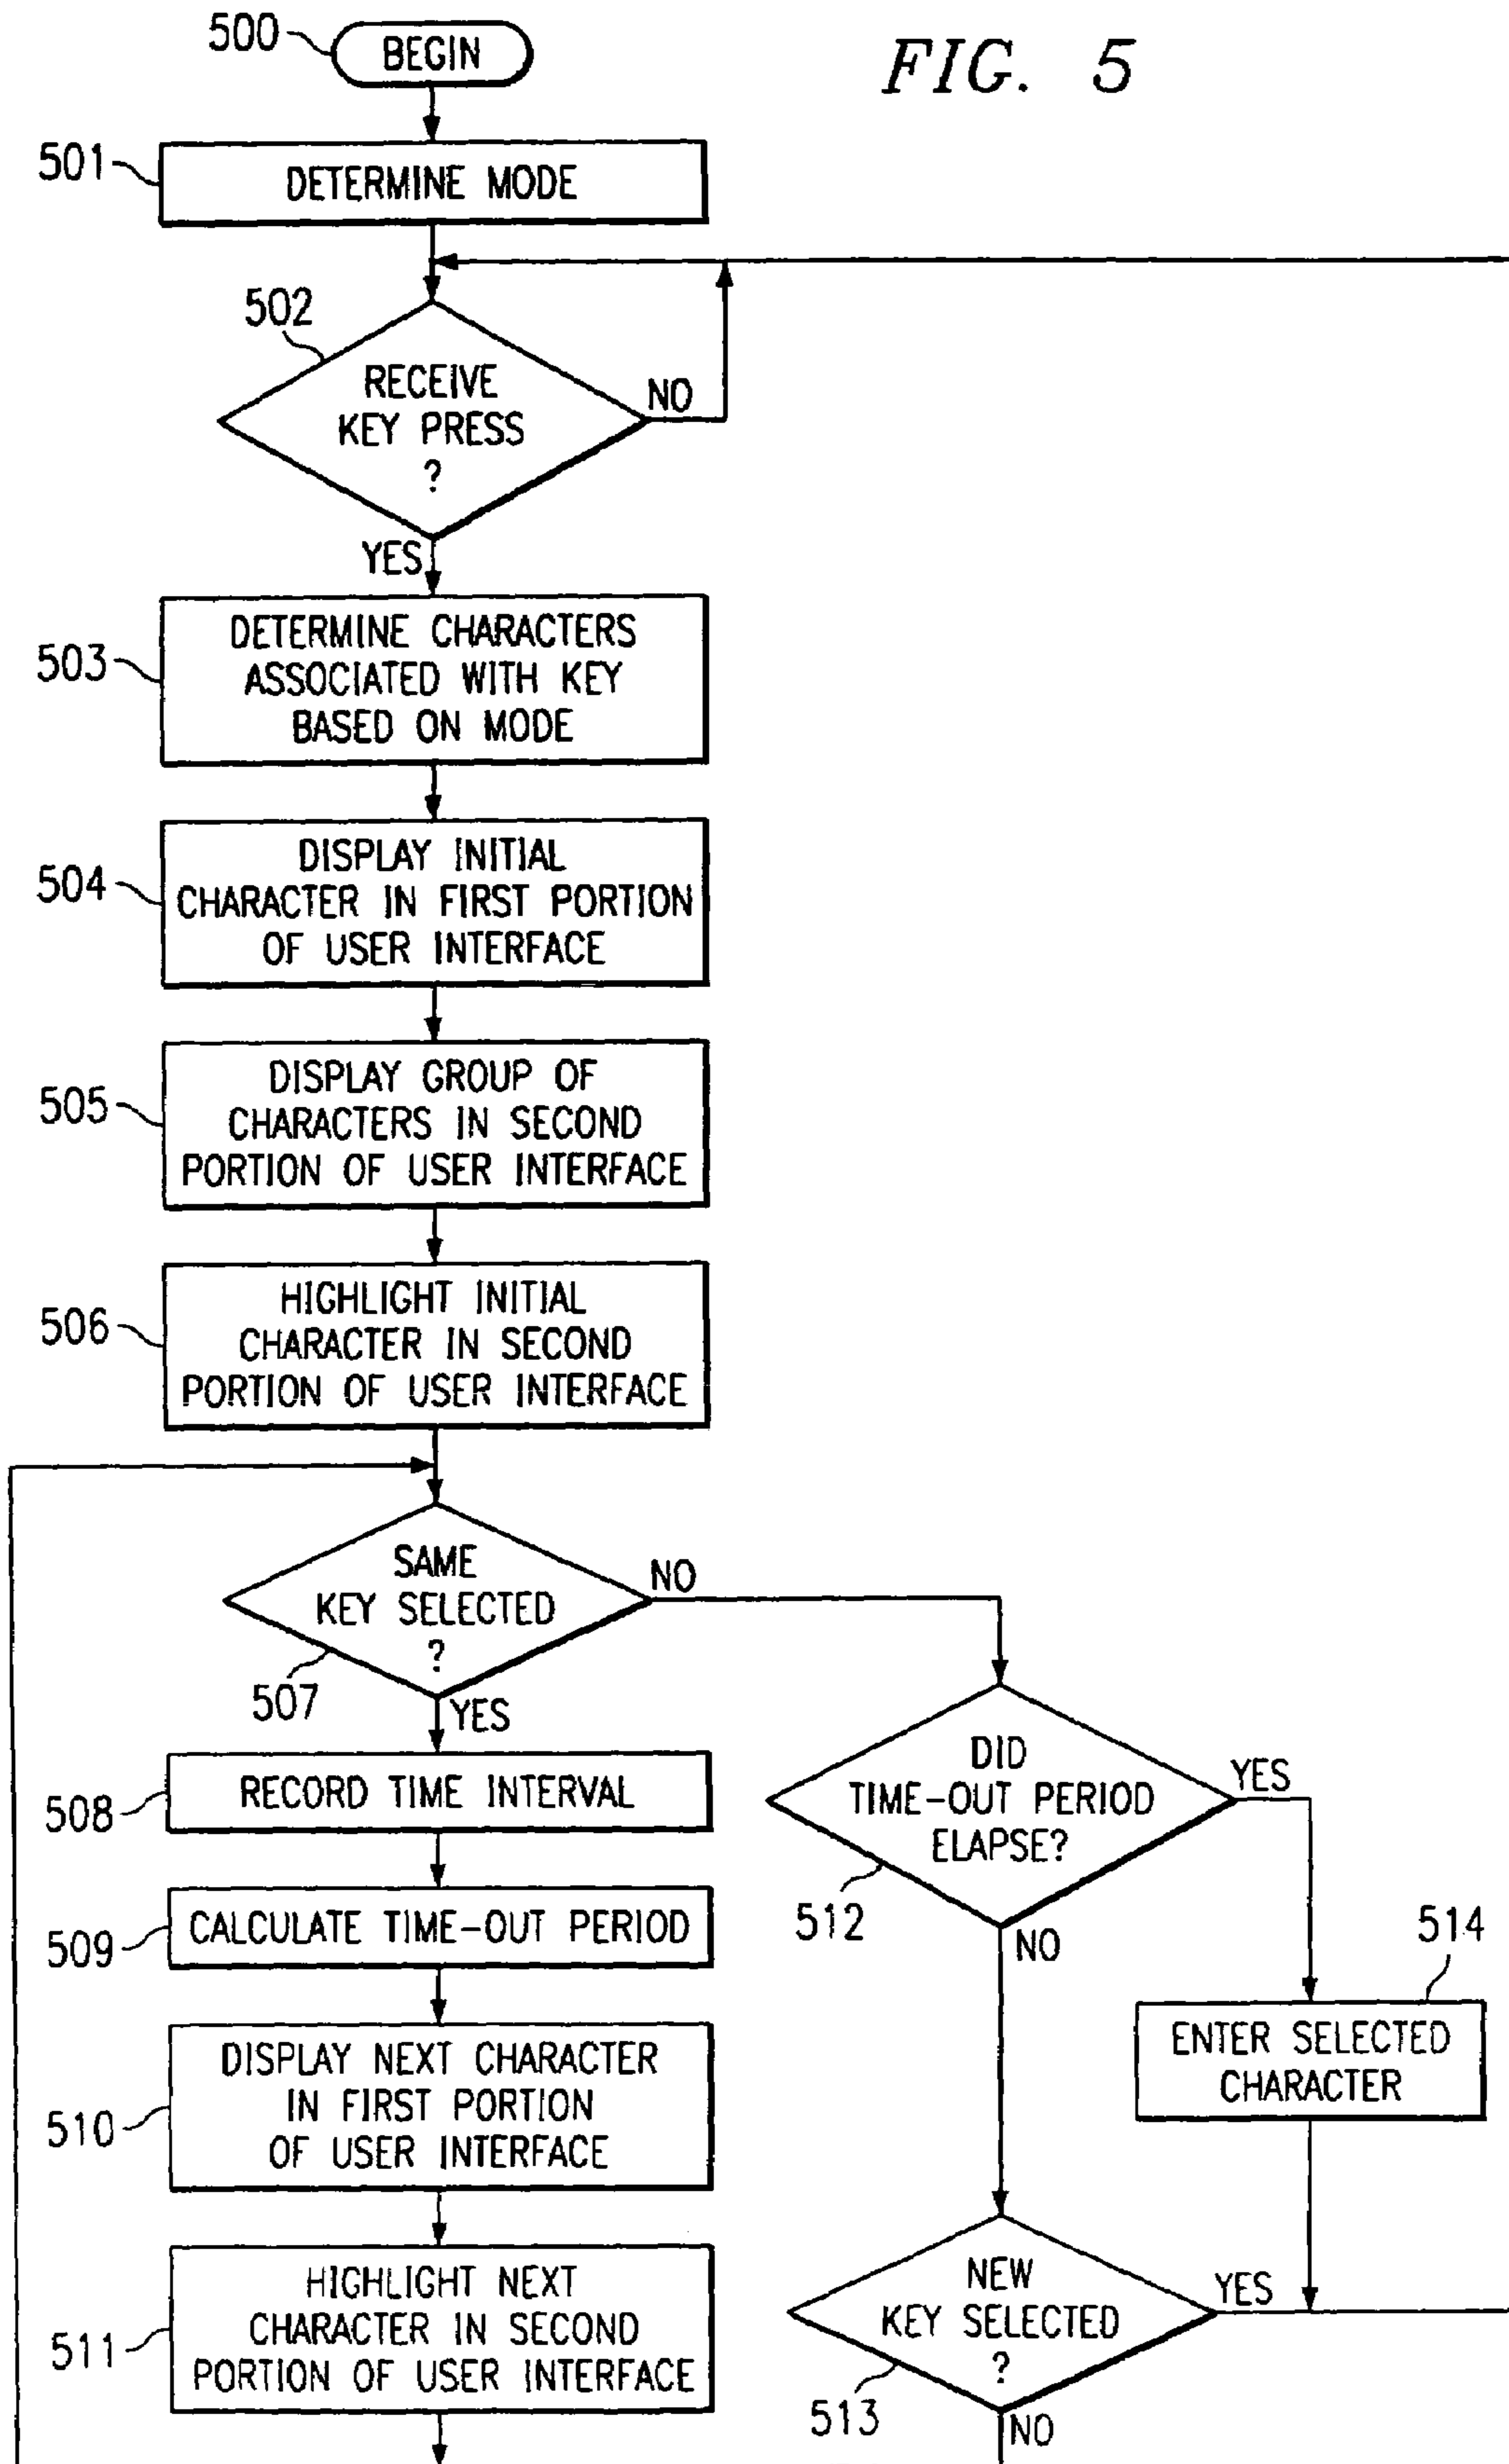 FIG. 5
500
BEGIN
501
DETERMINE MODE
502
RECEIVE
KEY PRESS
?
NO
YES
503
DETERMINE CHARACTERS
ASSOCIATED WITH KEY
BASED ON MODE
504
DISPLAY INITIAL
CHARACTER IN FIRST PORTION
OF USER INTERFACE
505
DISPLAY GROUP OF
CHARACTERS IN SECOND
PORTION OF USER INTERFACE
506
HIGHLIGHT INITIAL
CHARACTER IN SECOND
PORTION OF USER INTERFACE
SAME
KEY SELECTED
?
NO
507
YES
508
RECORD TIME INTERVAL
509
CALCULATE TIME-OUT PERIOD
510
DISPLAY NEXT CHARACTER
IN FIRST PORTION
OF USER INTERFACE
511
HIGHLIGHT NEXT
CHARACTER IN SECOND
PORTION OF USER INTERFACE
DID
TIME-OUT PERIOD
ELAPSE?
YES
512
NO
514
ENTER SELECTED
CHARACTER
NEW
KEY SELECTED
?
YES
513
NO